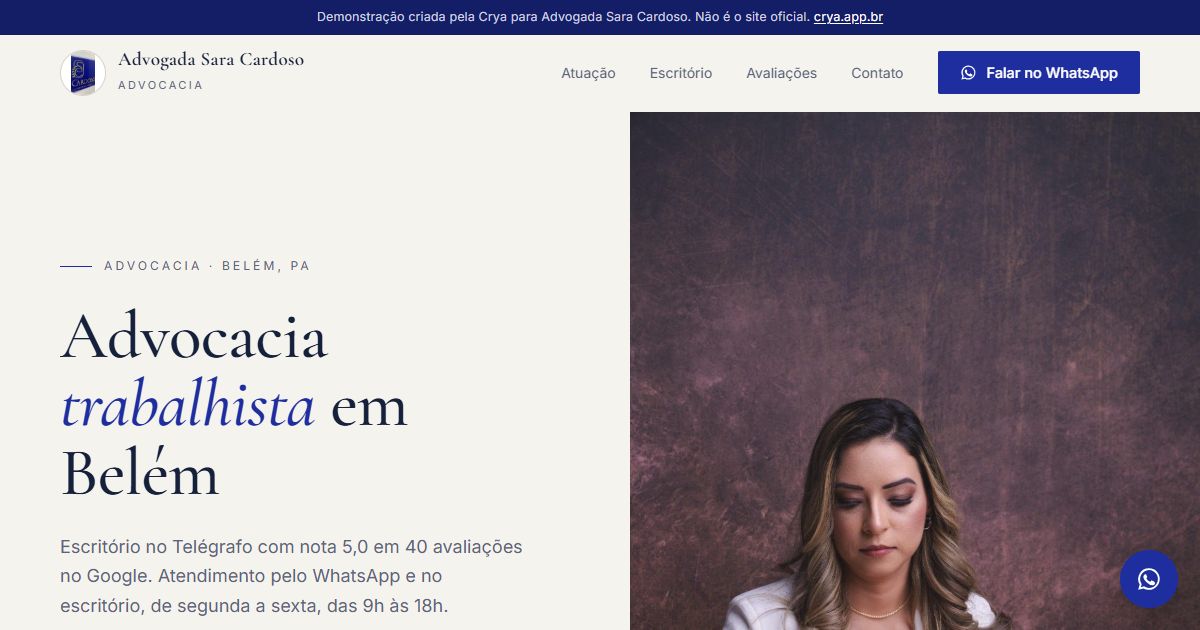 Demonstração criada pela Crya para Advogada Sara Cardoso. Não é o site oficial. crya.app.br
Advogada Sara Cardoso
ADVOCACIA
Atuação
Escritório
Avaliações
Contato
Falar no WhatsApp
ADVOCACIA · BELÉM, PA
Advocacia
trabalhista em
Belém
Escritório no Telégrafo com nota 5,0 em 40 avaliações
no Google. Atendimento pelo WhatsApp e no
escritório, de segunda a sexta, das 9h às 18h.